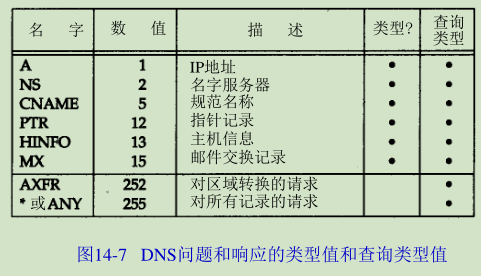 名 字 数 值 描 述 类型? 查询类型
A 1 IP地址 • •
NS 2 名字服务器 • •
CNAME 5 规范名称 • •
PTR 12 指针记录 • •
HINFO 13 主机信息 • •
MX 15 邮件交换记录 • •
AXFR 252 对区域转换的请求 •
* 或ANY 255 对所有记录的请求 •
图14-7 DNS问题和响应的类型值和查询类型值